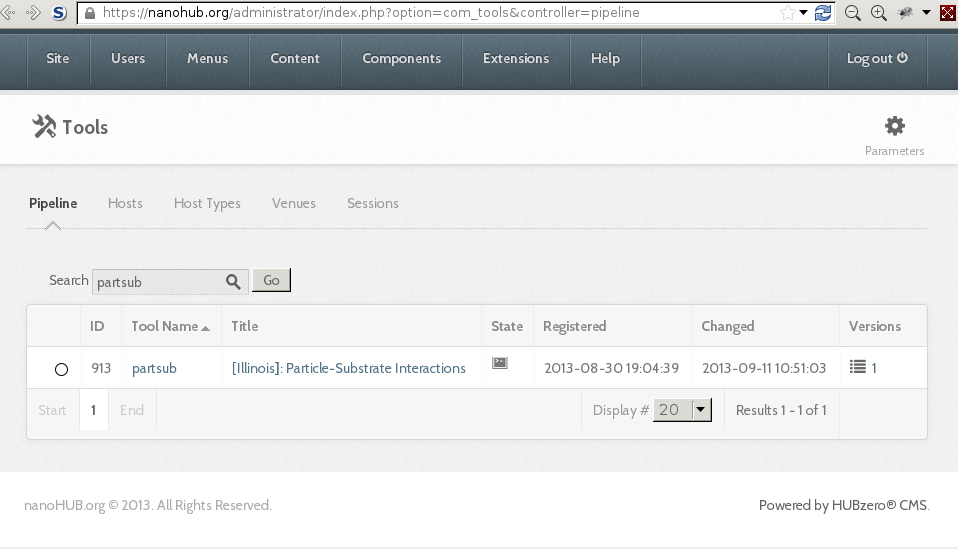 https://nanohub.org/administrator/index.php?option=com_tools&controller=pipeline
Site Users Menus Content Components Extensions Help Log out
Tools
Parameters
Pipeline Hosts Host Types Venues Sessions
Search partsub Go
ID Tool Name Title State Registered Changed Versions
913 partsub [Illinois]: Particle-Substrate Interactions 2013-08-30 19:04:39 2013-09-11 10:51:03 1
Start 1 End Display # 20 Results 1 - 1 of 1
nanoHUB.org © 2013. All Rights Reserved. Powered by HUBzero® CMS.